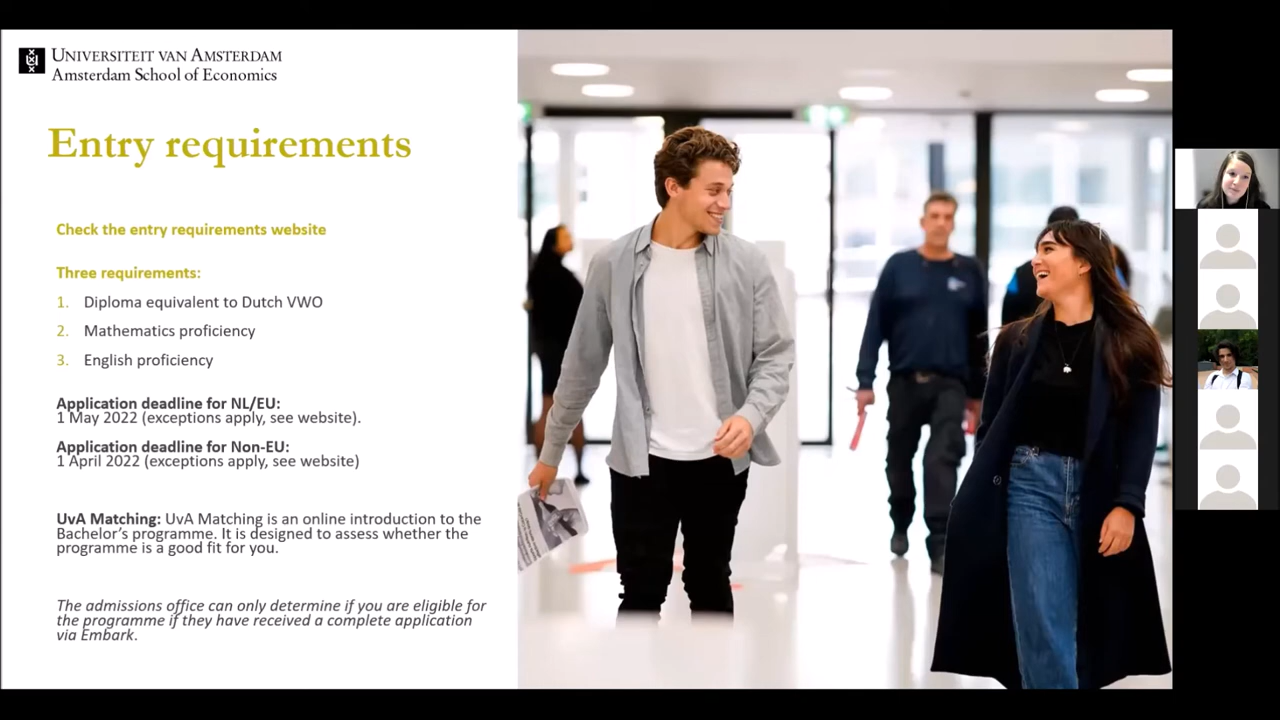 UNIVERSITEIT VAN AMSTERDAM
Amsterdam School of Economics
Entry requirements
Check the entry requirements website
Three requirements:
1. Diploma equivalent to Dutch VWO
2. Mathematics proficiency
3. English proficiency
Application deadline for NL/EU:
1 May 2022 (exceptions apply, see website).
Application deadline for Non-EU:
1 April 2022 (exceptions apply, see website)
UvA Matching: UvA Matching is an online introduction to the
Bachelor's programme. It is designed to assess whether the
programme is a good fit for you.
The admissions office can only determine if you are eligible for
the programme if they have received a complete application
via Embark.